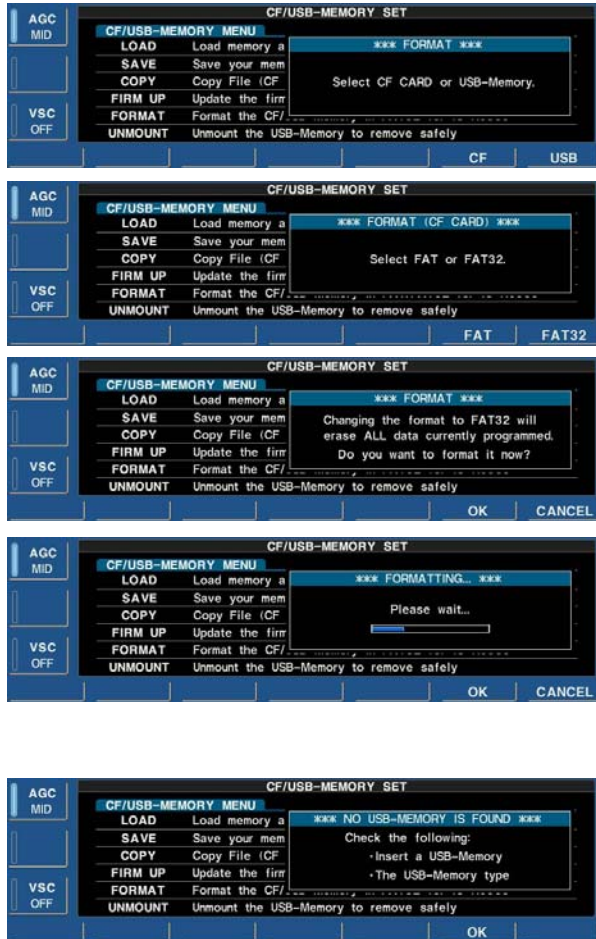 CF/USB-MEMORY SET
AGC
MID
CF/USB-MEMORY MENU
LOAD Load memory a
*** FORMAT ***
SAVE Save your mem
COPY Copy File (CF
Select CF CARD or USB-Memory.
FIRM UP Update the firm
VSC
OFF
FORMAT Format the CF/
UNMOUNT Unmount the USB-Memory to remove safely
CF USB
CF/USB-MEMORY SET
AGC
MID
CF/USB-MEMORY MENU
LOAD Load memory a
*** FORMAT (CF CARD) ***
SAVE Save your mem
COPY Copy File (CF
Select FAT or FAT32.
FIRM UP Update the firm
VSC
OFF
FORMAT Format the CF/
UNMOUNT Unmount the USB-Memory to remove safely
FAT FAT32
CF/USB-MEMORY SET
AGC
MID
CF/USB-MEMORY MENU
LOAD Load memory a
*** FORMAT ***
SAVE Save your mem
Changing the format to FAT32 will
COPY Copy File (CF
erase ALL data currently programmed.
FIRM UP Update the firm
Do you want to format it now?
VSC
OFF
FORMAT Format the CF/
UNMOUNT Unmount the USB-Memory to remove safely
OK CANCEL
CF/USB-MEMORY SET
AGC
MID
CF/USB-MEMORY MENU
LOAD Load memory a
*** FORMATTING... ***
SAVE Save your mem
Please wait...
COPY Copy File (CF
FIRM UP Update the firm
VSC
OFF
FORMAT Format the CF/
UNMOUNT Unmount the USB-Memory to remove safely
OK CANCEL
CF/USB-MEMORY SET
AGC
MID
CF/USB-MEMORY MENU
LOAD Load memory a
*** NO USB-MEMORY IS FOUND ***
SAVE Save your mem
Check the following:
COPY Copy File (CF
・Insert a USB-Memory
FIRM UP Update the firm
・The USB-Memory type
VSC
OFF
FORMAT Format the CF/
UNMOUNT Unmount the USB-Memory to remove safely
OK